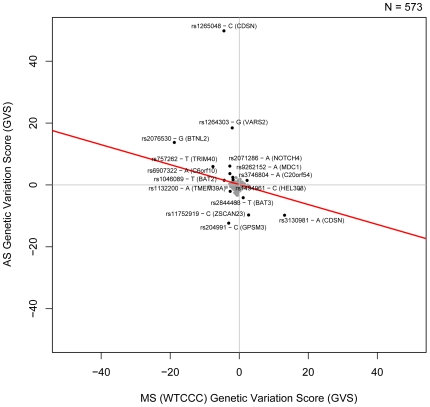 N = 573
rs1265048 − C (CDSN)
rs1264303 − G (VARS2)
rs2076530 − G (BTNL2)
rs757262 − T (TRIM40)
rs2071286 − A (NOTCH4)
rs6907322 − A (C6orf10)
rs9262152 − A (MDC1)
rs1046089 − T (BAT2)
rs3746804 − A (C20orf54)
rs1132200 − A (TMEM39A)
− C (HEL308)
− T (BAT3)
rs11752919 − C (ZSCAN23)
rs3130981 − A (CDSN)
rs204991 − C (GPSM3)
AS Genetic Variation Score (GVS)
40
20
0
−20
−40
−40
−20
0
20
40
MS (WTCCC) Genetic Variation Score (GVS)